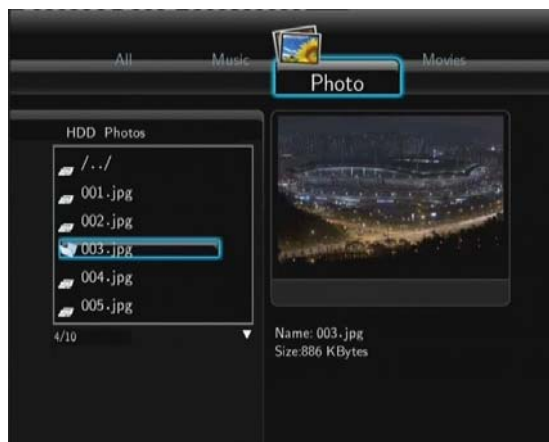 All Music Photo Movies
HDD Photos
/../
001.jpg
002.jpg
003.jpg
004.jpg
005.jpg
4/10
Name: 003.jpg
Size:886 KBytes